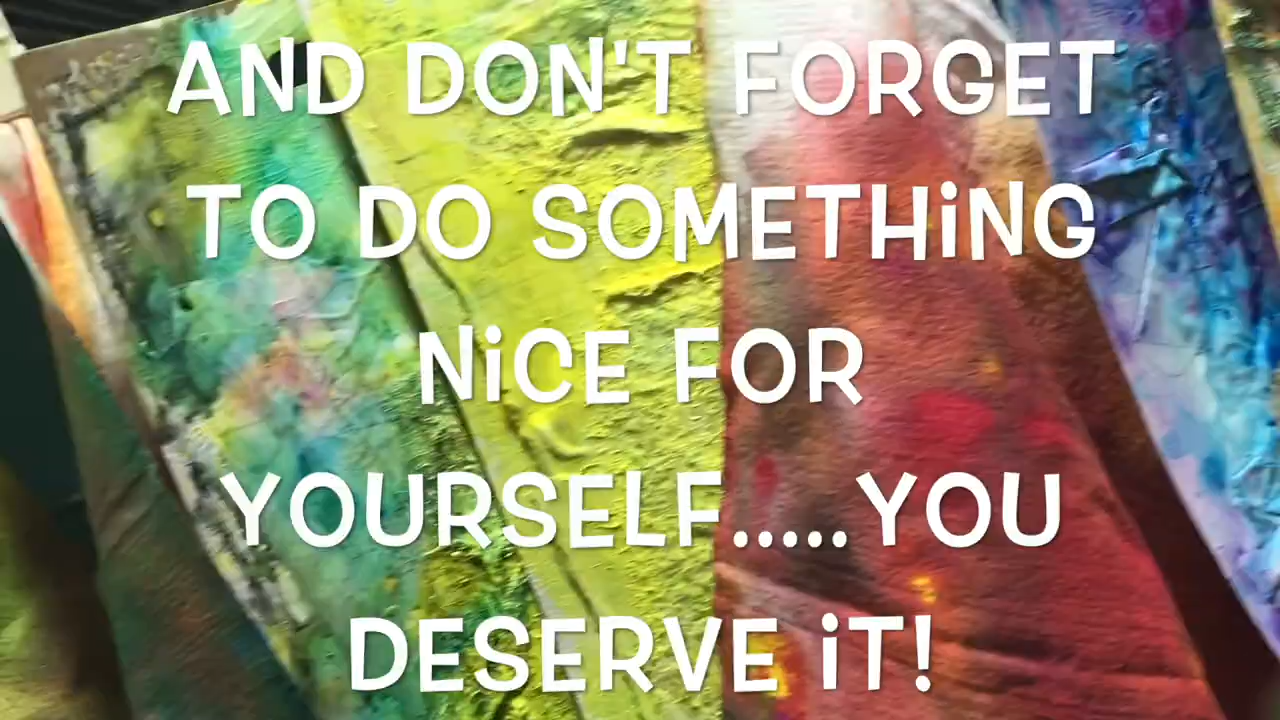 AND DON'T FORGET
TO DO SOMETHiNG
NiCE FOR
YOURSELF.....YOU
DESERVE iT!